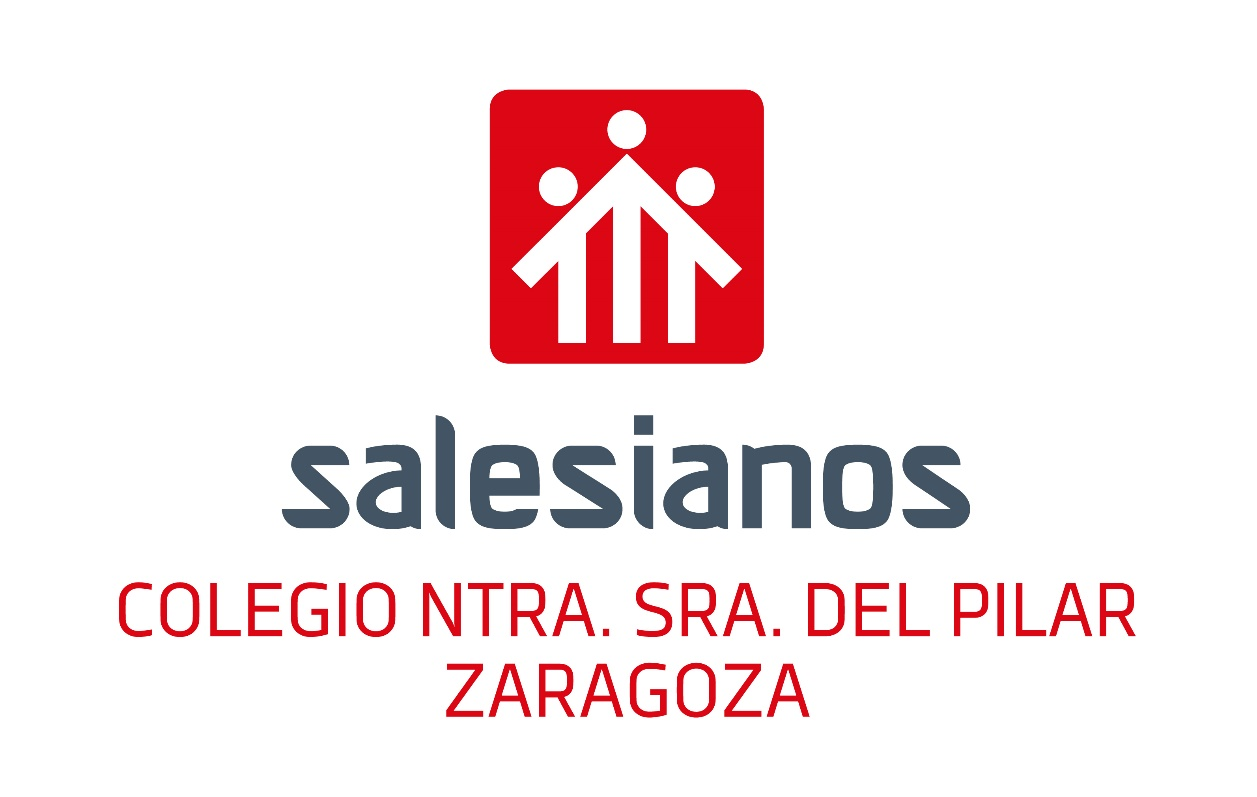 salesianos
COLEGIO NTRA. SRA. DEL PILAR
ZARAGOZA